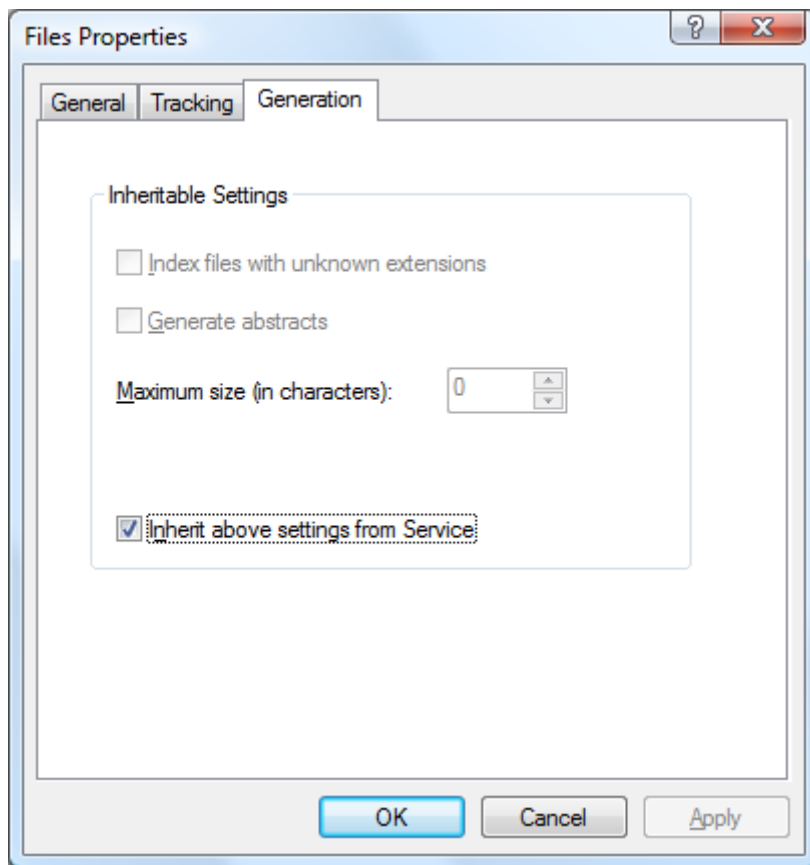 Files Properties
General Tracking Generation
Inheritable Settings
Index files with unknown extensions
Generate abstracts
Maximum size (in characters): 0
Inherit above settings from Service
OK Cancel Apply